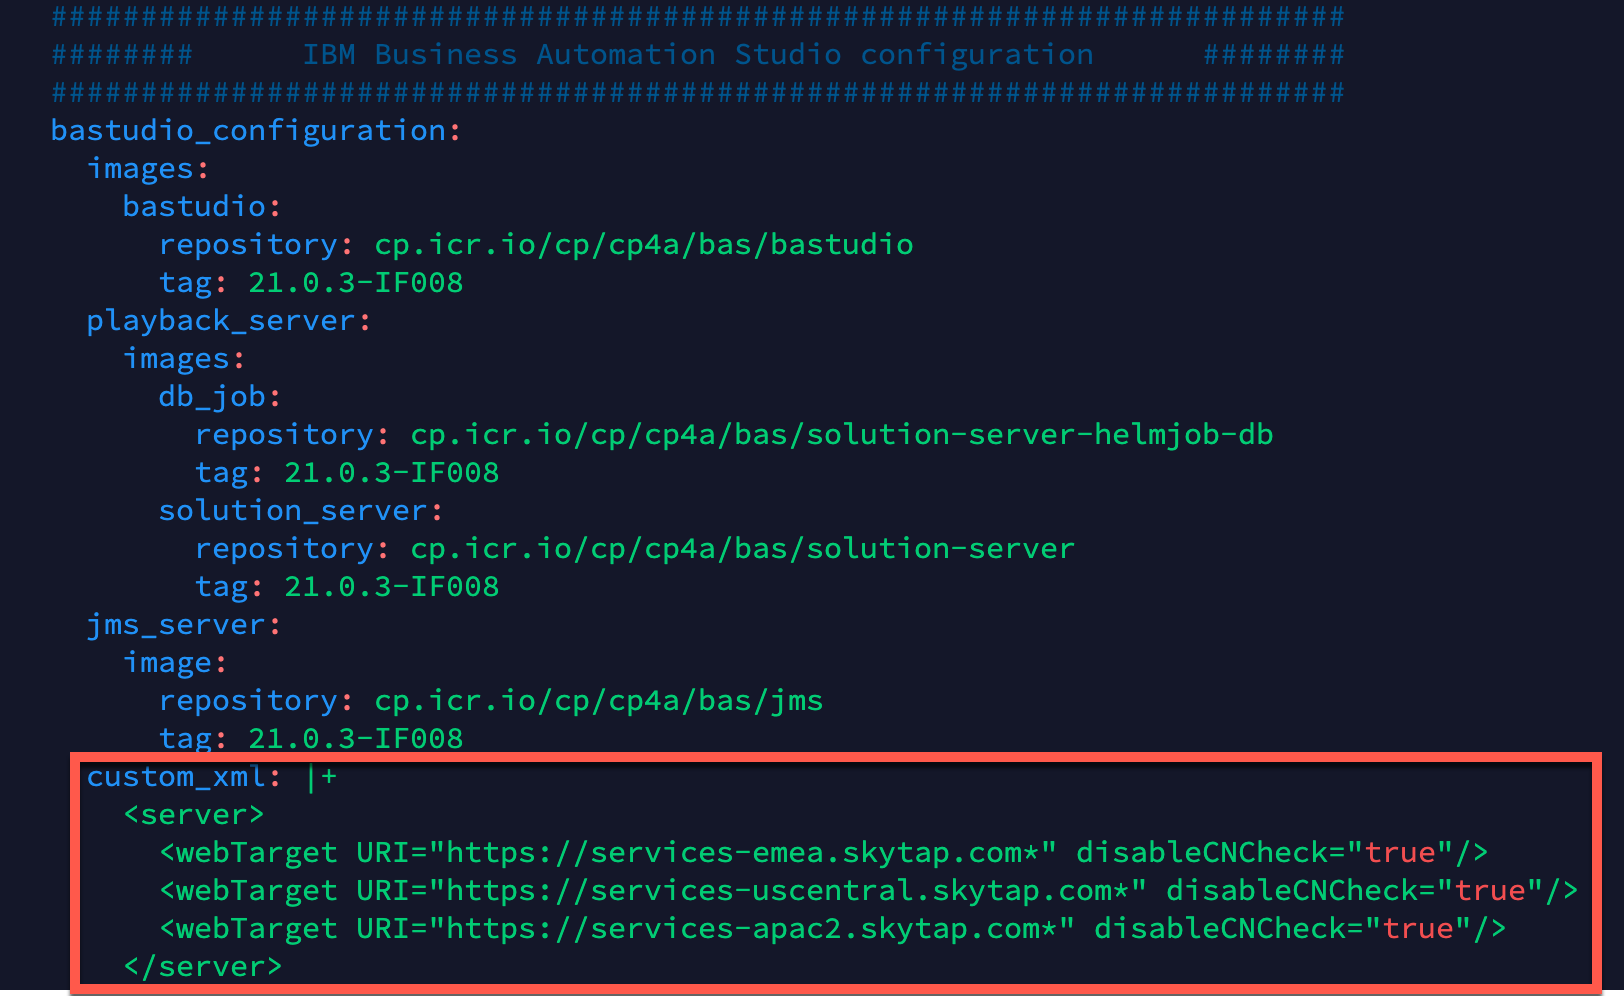 ########################################################################
########      IBM Business Automation Studio configuration      ########
########################################################################
bastudio_configuration:
  images:
    bastudio:
      repository: cp.icr.io/cp/cp4a/bas/bastudio
      tag: 21.0.3-IF008
  playback_server:
    images:
      db_job:
        repository: cp.icr.io/cp/cp4a/bas/solution-server-helmjob-db
        tag: 21.0.3-IF008
      solution_server:
        repository: cp.icr.io/cp/cp4a/bas/solution-server
        tag: 21.0.3-IF008
  jms_server:
    image:
      repository: cp.icr.io/cp/cp4a/bas/jms
      tag: 21.0.3-IF008
  custom_xml: |+
    <server>
      <webTarget URI="https://services-emea.skytap.com*" disableCNCheck="true"/>
      <webTarget URI="https://services-uscentral.skytap.com*" disableCNCheck="true"/>
      <webTarget URI="https://services-apac2.skytap.com*" disableCNCheck="true"/>
    </server>